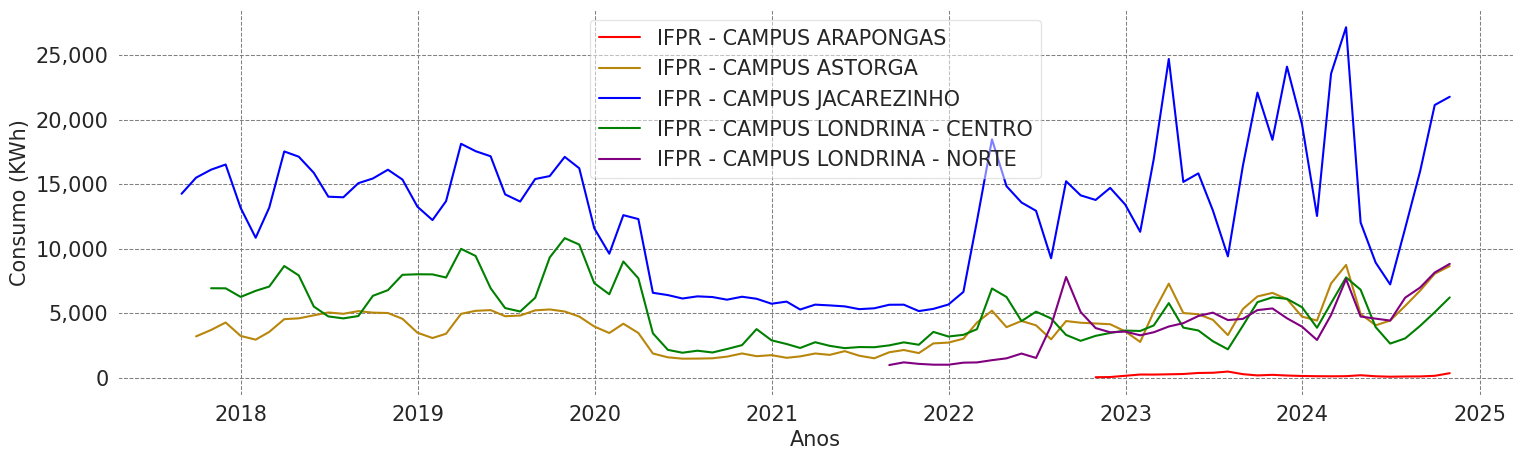 IFPR - CAMPUS ARAPONGAS
IFPR - CAMPUS ASTORGA
IFPR - CAMPUS JACAREZINHO
IFPR - CAMPUS LONDRINA - CENTRO
IFPR - CAMPUS LONDRINA - NORTE
Consumo (KWh)
25,000
20,000
15,000
10,000
5,000
0
2018 2019 2020 2021 2022 2023 2024 2025
Anos